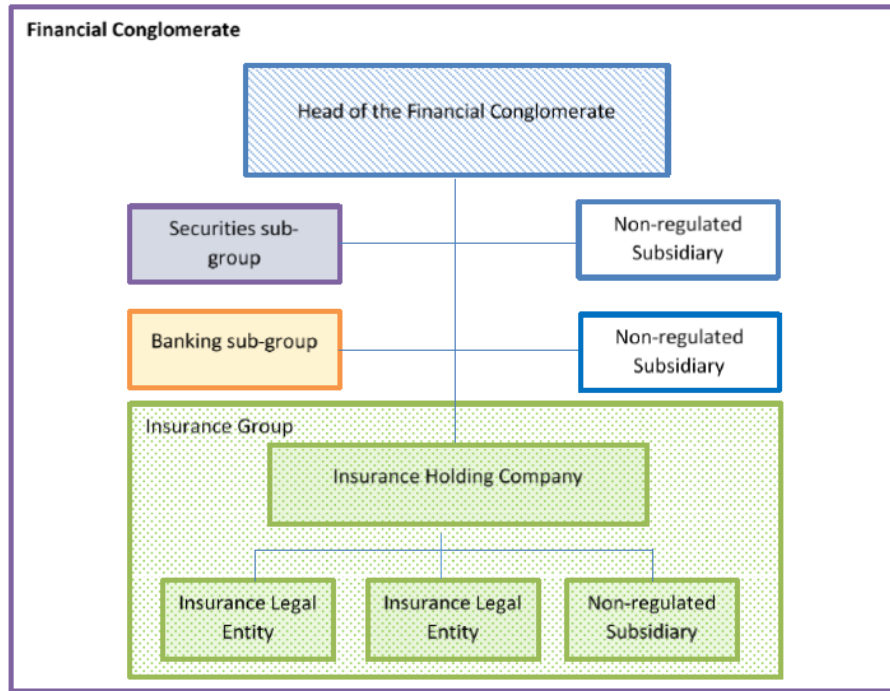 Financial Conglomerate
Head of the Financial Conglomerate
Securities sub-
group
Non-regulated
Subsidiary
Banking sub-group
Non-regulated
Subsidiary
Insurance Group
Insurance Holding Company
Insurance Legal
Entity
Insurance Legal
Entity
Non-regulated
Subsidiary